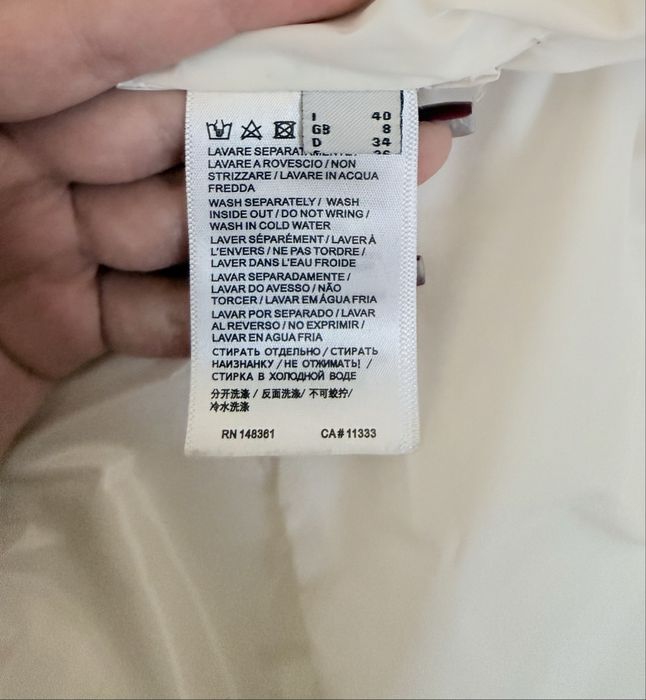 I 40
GB 8
D 34
LAVARE SEPARATAMENTE/
LAVARE A ROVESCIO / NON
STRIZZARE / LAVARE IN ACQUA
FREDDA
WASH SEPARATELY / WASH
INSIDE OUT / DO NOT WRING /
WASH IN COLD WATER
LAVER SÉPARÉMENT / LAVER À
L'ENVERS / NE PAS TORDRE /
LAVER DANS L'EAU FROIDE
LAVAR SEPARADAMENTE /
LAVAR DO AVESSO / NÃO
TORCER / LAVAR EM ÁGUA FRIA
LAVAR POR SEPARADO / LAVAR
AL REVERSO / NO EXPRIMIR /
LAVAR EN AGUA FRIA
СТИРАТЬ ОТДЕЛЬНО / СТИРАТЬ
НАИЗНАНКУ / НЕ ОТЖИМАТЬ! /
СТИРКА В ХОЛОДНОЙ ВОДЕ
分开洗涤 / 反面洗涤/ 不可绞拧/
冷水洗涤
RN 148361 CA# 11333